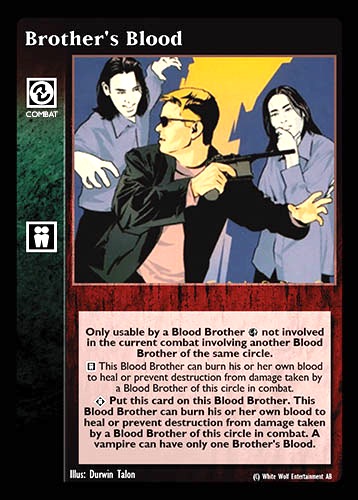 Brother's Blood
COMBAT
Only usable by a Blood Brother not involved
in the current combat involving another Blood
Brother of the same circle.
This Blood Brother can burn his or her own blood
to heal or prevent destruction from damage taken by
a Blood Brother of this circle in combat.
Put this card on this Blood Brother. This
Blood Brother can burn his or her own blood to
heal or prevent destruction from damage taken
by a Blood Brother of this circle in combat. A
vampire can have only one Brother's Blood.
Illus: Durwin Talon
(C) White Wolf Entertainment AB